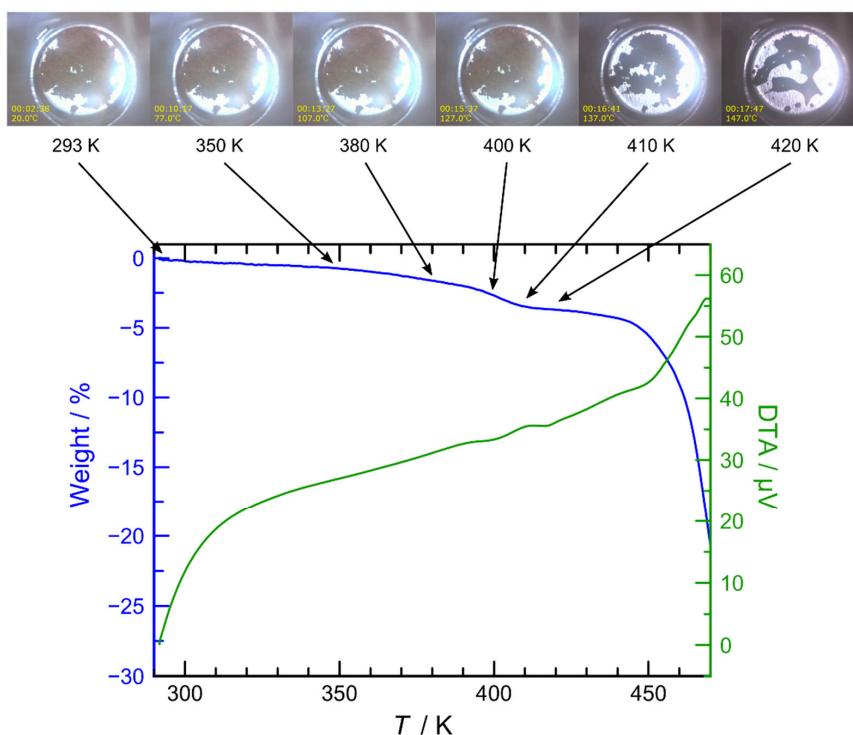 00:02:56
20.0°C
00:10:17
77.0°C
00:13:27
107.0°C
00:15:37
127.0°C
00:16:41
137.0°C
00:17:47
147.0°C
293 K
350 K
380 K
400 K
410 K
420 K
Weight / %
0
−5
−10
−15
−20
−25
−30
60
50
40
30
20
10
0
DTA / µV
300
350
400
450
T / K